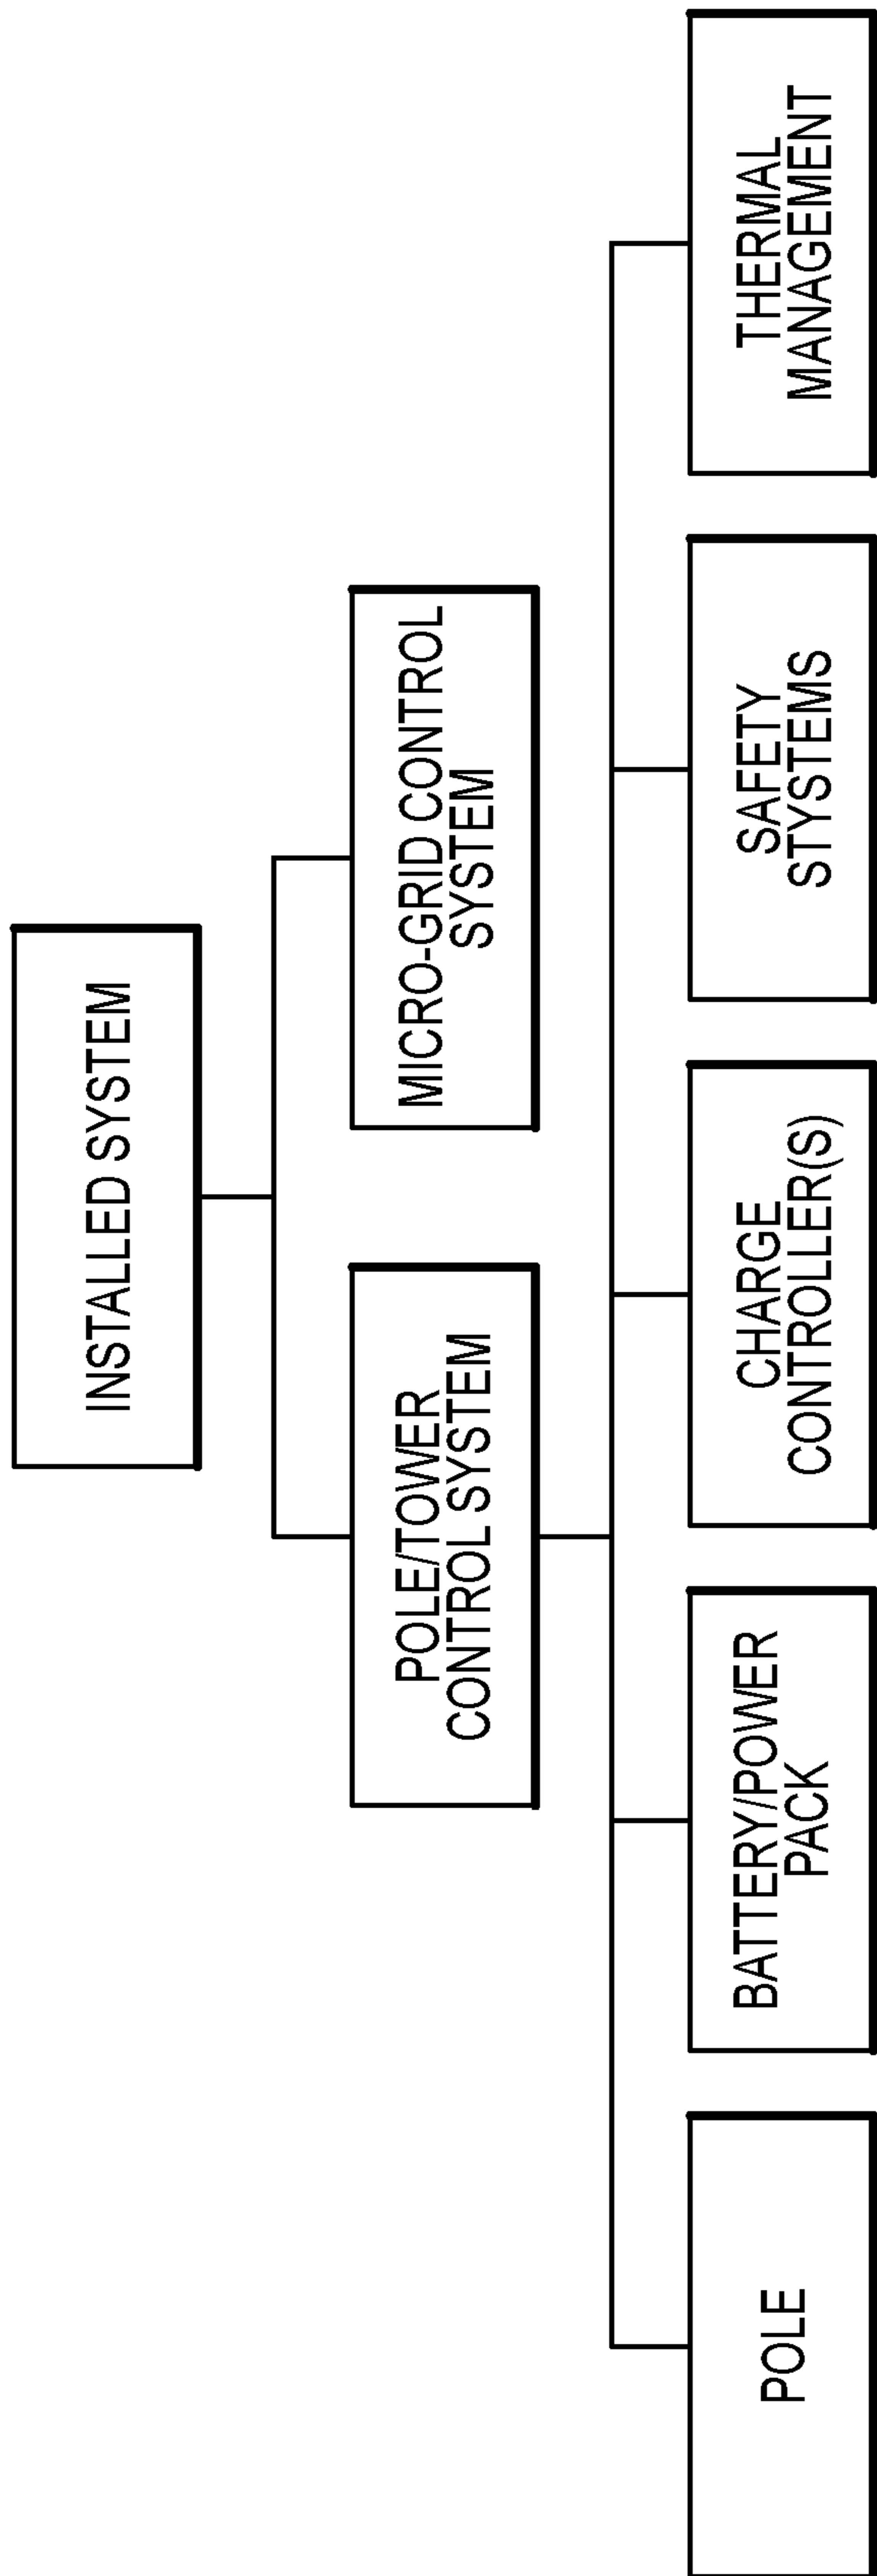 INSTALLED SYSTEM
POLE/TOWER
CONTROL SYSTEM
MICRO-GRID CONTROL
SYSTEM
POLE
BATTERY/POWER
PACK
CHARGE
CONTROLLER(S)
SAFETY
STYSTEMS
THERMAL
MANAGEMENT